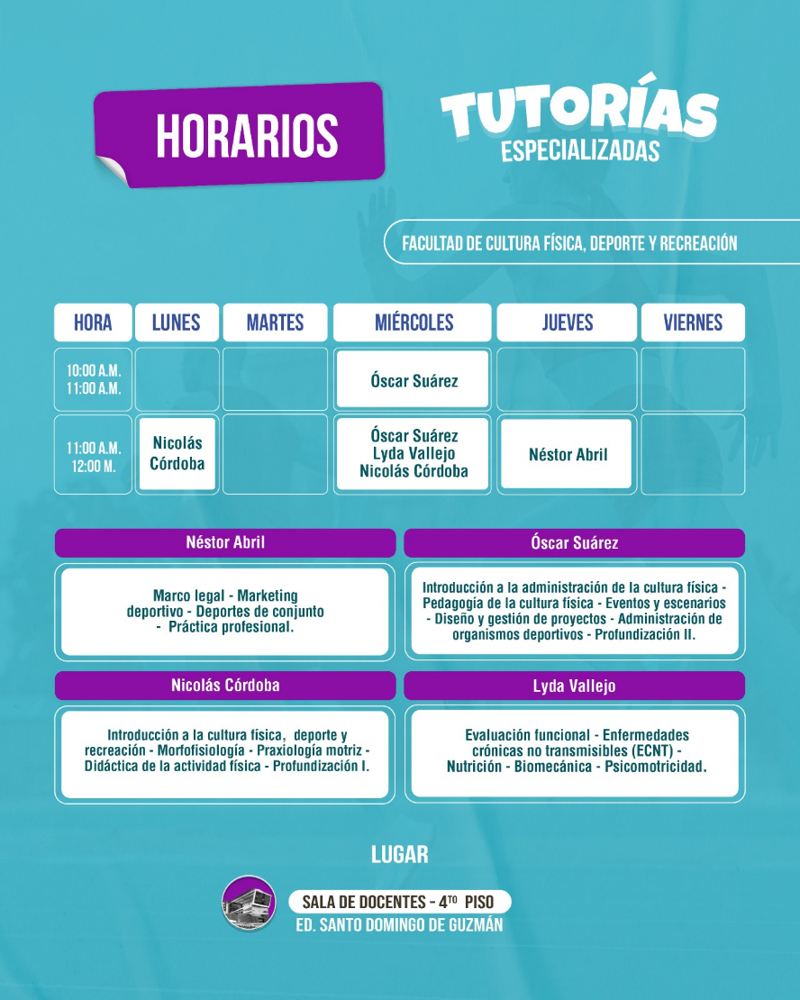 HORARIOS
TUTORÍAS
ESPECIALIZADAS
FACULTAD DE CULTURA FÍSICA, DEPORTE Y RECREACIÓN
HORA LUNES MARTES MIÉRCOLES JUEVES VIERNES
10:00 A.M.
11:00 A.M.
Óscar Suárez
11:00 A.M.
12:00 M.
Nicolás
Córdoba
Óscar Suárez
Lyda Vallejo
Nicolás Córdoba
Néstor Abril
Néstor Abril
Marco legal - Marketing
deportivo - Deportes de conjunto
- Práctica profesional.
Óscar Suárez
Introducción a la administración de la cultura física -
Pedagogía de la cultura física - Eventos y escenarios
- Diseño y gestión de proyectos - Administración de
organismos deportivos - Profundización II.
Nicolás Córdoba
Introducción a la cultura física, deporte y
recreación - Morfofisiología - Praxiología motriz -
Didáctica de la actividad física - Profundización I.
Lyda Vallejo
Evaluación funcional - Enfermedades
crónicas no transmisibles (ECNT) -
Nutrición - Biomecánica - Psicomotricidad.
LUGAR
SALA DE DOCENTES - 4TO PISO
ED. SANTO DOMINGO DE GUZMÁN